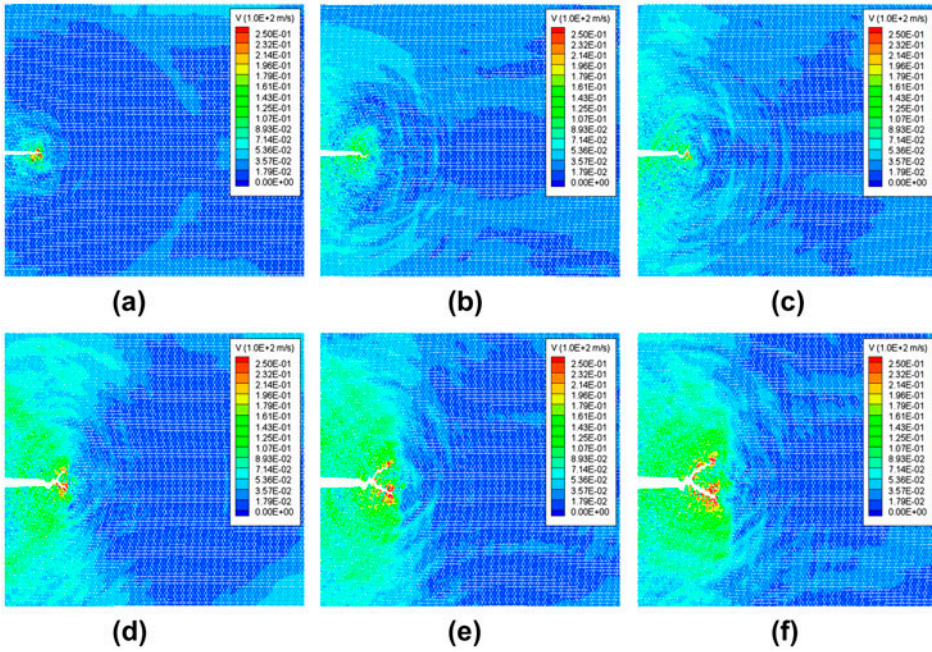 V (1.0E+2 m/s)
2.50E-01
2.32E-01
2.14E-01
1.96E-01
1.79E-01
1.61E-01
1.43E-01
1.25E-01
1.07E-01
8.93E-02
7.14E-02
5.36E-02
3.57E-02
1.79E-02
0.00E+00
(a)
V (1.0E+2 m/s)
2.50E-01
2.32E-01
2.14E-01
1.96E-01
1.79E-01
1.61E-01
1.43E-01
1.25E-01
1.07E-01
8.93E-02
7.14E-02
5.36E-02
3.57E-02
1.79E-02
0.00E+00
(b)
V (1.0E+2 m/s)
2.50E-01
2.32E-01
2.14E-01
1.96E-01
1.79E-01
1.61E-01
1.43E-01
1.25E-01
1.07E-01
8.93E-02
7.14E-02
5.36E-02
3.57E-02
1.79E-02
0.00E+00
(c)
V (1.0E+2 m/s)
2.50E-01
2.32E-01
2.14E-01
1.96E-01
1.79E-01
1.61E-01
1.43E-01
1.25E-01
1.07E-01
8.93E-02
7.14E-02
5.36E-02
3.57E-02
1.79E-02
0.00E+00
(d)
V (1.0E+2 m/s)
2.50E-01
2.32E-01
2.14E-01
1.96E-01
1.79E-01
1.61E-01
1.43E-01
1.25E-01
1.07E-01
8.93E-02
7.14E-02
5.36E-02
3.57E-02
1.79E-02
0.00E+00
(e)
V (1.0E+2 m/s)
2.50E-01
2.32E-01
2.14E-01
1.96E-01
1.79E-01
1.61E-01
1.43E-01
1.25E-01
1.07E-01
8.93E-02
7.14E-02
5.36E-02
3.57E-02
1.79E-02
0.00E+00
(f)